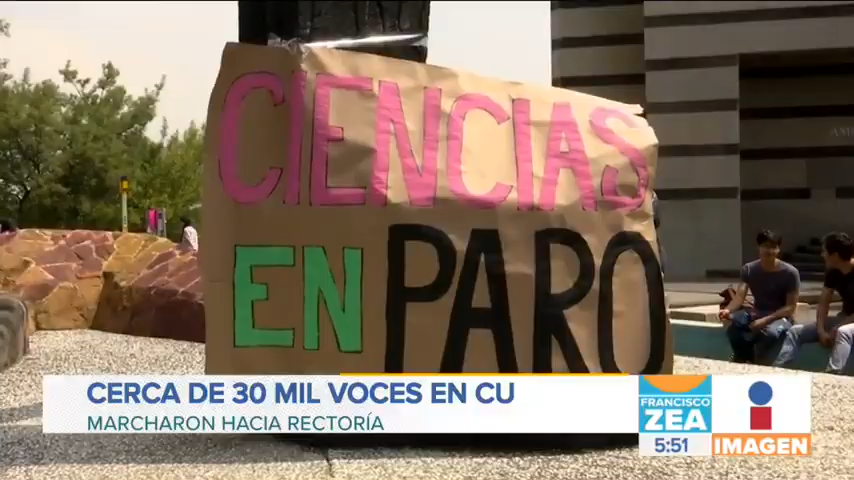 CIENCIAS
EN PARO
CERCA DE 30 MIL VOCES EN CU
MARCHARON HACIA RECTORÍA
FRANCISCO
ZEA
5:51
IMAGEN